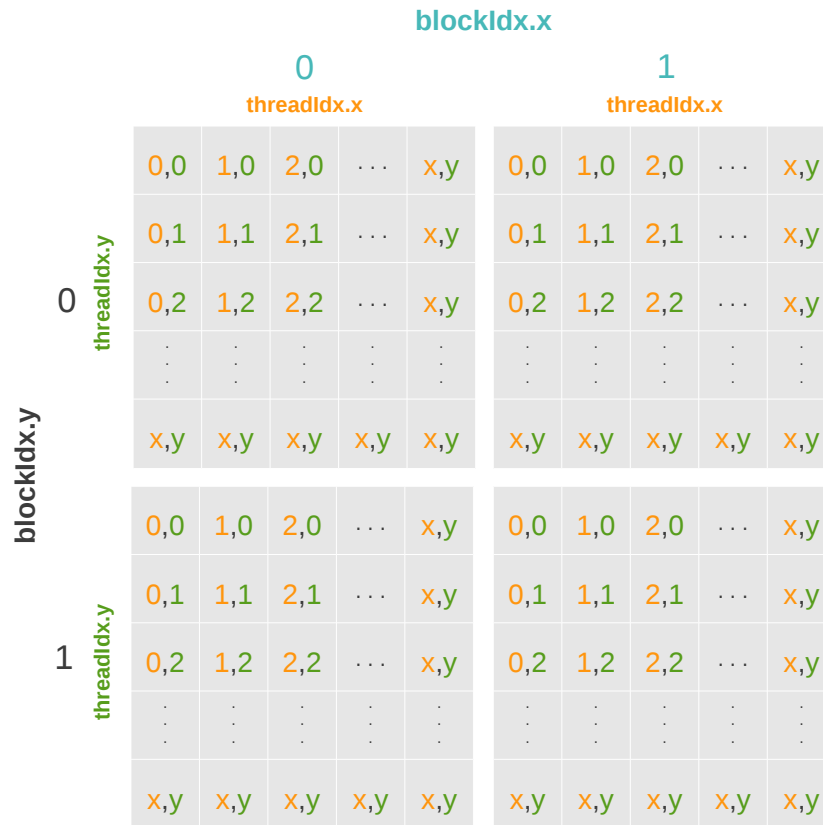 blockIdx.x
0 1
threadIdx.x threadIdx.x
0,0 1,0 2,0 ... x,y 0,0 1,0 2,0 ... x,y
0,1 1,1 2,1 ... x,y 0,1 1,1 2,1 ... x,y
0 threadIdx.y 0,2 1,2 2,2 ... x,y 0,2 1,2 2,2 ... x,y
: : : : : : : : : :
x,y x,y x,y x,y x,y x,y x,y x,y x,y x,y
blockIdx.y
0,0 1,0 2,0 ... x,y 0,0 1,0 2,0 ... x,y
0,1 1,1 2,1 ... x,y 0,1 1,1 2,1 ... x,y
1 threadIdx.y 0,2 1,2 2,2 ... x,y 0,2 1,2 2,2 ... x,y
: : : : : : : : : :
x,y x,y x,y x,y x,y x,y x,y x,y x,y x,y